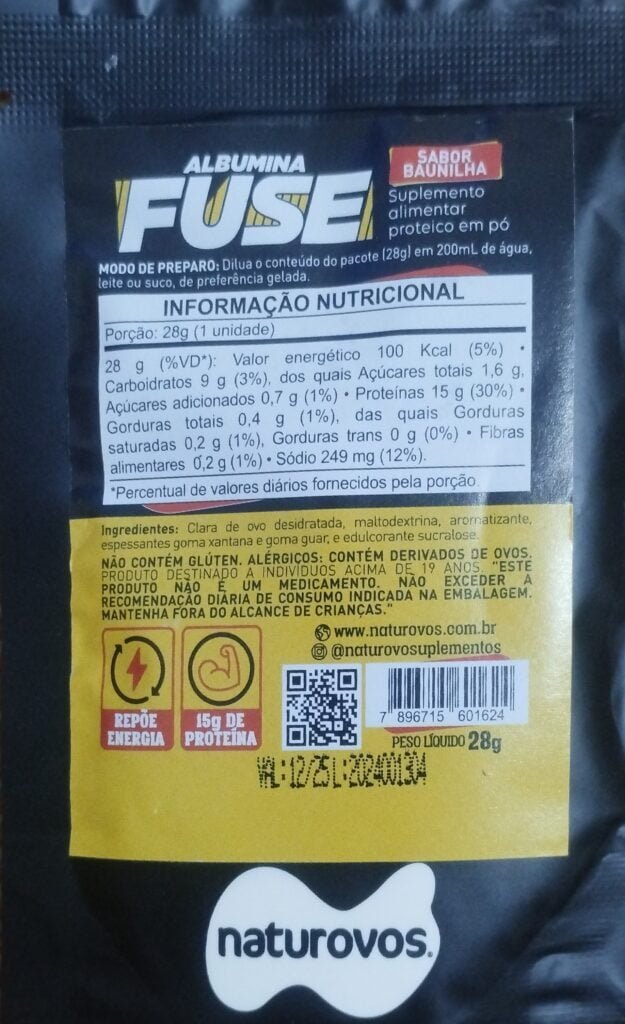 ALBUMINA
FUSE
SABOR
BAUNILHA
Suplemento
alimentar
proteico em pó
MODO DE PREPARO: Dilua o conteúdo do pacote (28g) em 200mL de água,
leite ou suco, de preferência gelada.
INFORMAÇÃO NUTRICIONAL
Porção: 28g (1 unidade)
28 g (%VD*): Valor energético 100 Kcal (5%) •
Carboidratos 9 g (3%), dos quais Açúcares totais 1,6 g,
Açúcares adicionados 0,7 g (1%) • Proteínas 15 g (30%) •
Gorduras totais 0,4 g (1%), das quais Gorduras
saturadas 0,2 g (1%), Gorduras trans 0 g (0%) • Fibras
alimentares 0,2 g (1%) • Sódio 249 mg (12%).
*Percentual de valores diários fornecidos pela porção.
Ingredientes: Clara de ovo desidratada, maltodextrina, aromatizante,
espessantes goma xantana e goma guar, e edulcorante sucralose.
NÃO CONTÉM GLÚTEN. ALÉRGICOS: CONTÉM DERIVADOS DE OVOS.
PRODUTO DESTINADO A INDIVÍDUOS ACIMA DE 19 ANOS. "ESTE
PRODUTO NÃO É UM MEDICAMENTO. NÃO EXCEDER A
RECOMENDAÇÃO DIÁRIA DE CONSUMO INDICADA NA EMBALAGEM.
MANTENHA FORA DO ALCANCE DE CRIANÇAS."
www.naturovos.com.br
@naturovosuplementos
REPÕE
ENERGIA
15g DE
PROTEÍNA
7 896715 601624
PESO LÍQUIDO 28g
VAL:12/25 L:202400130A
naturovos.